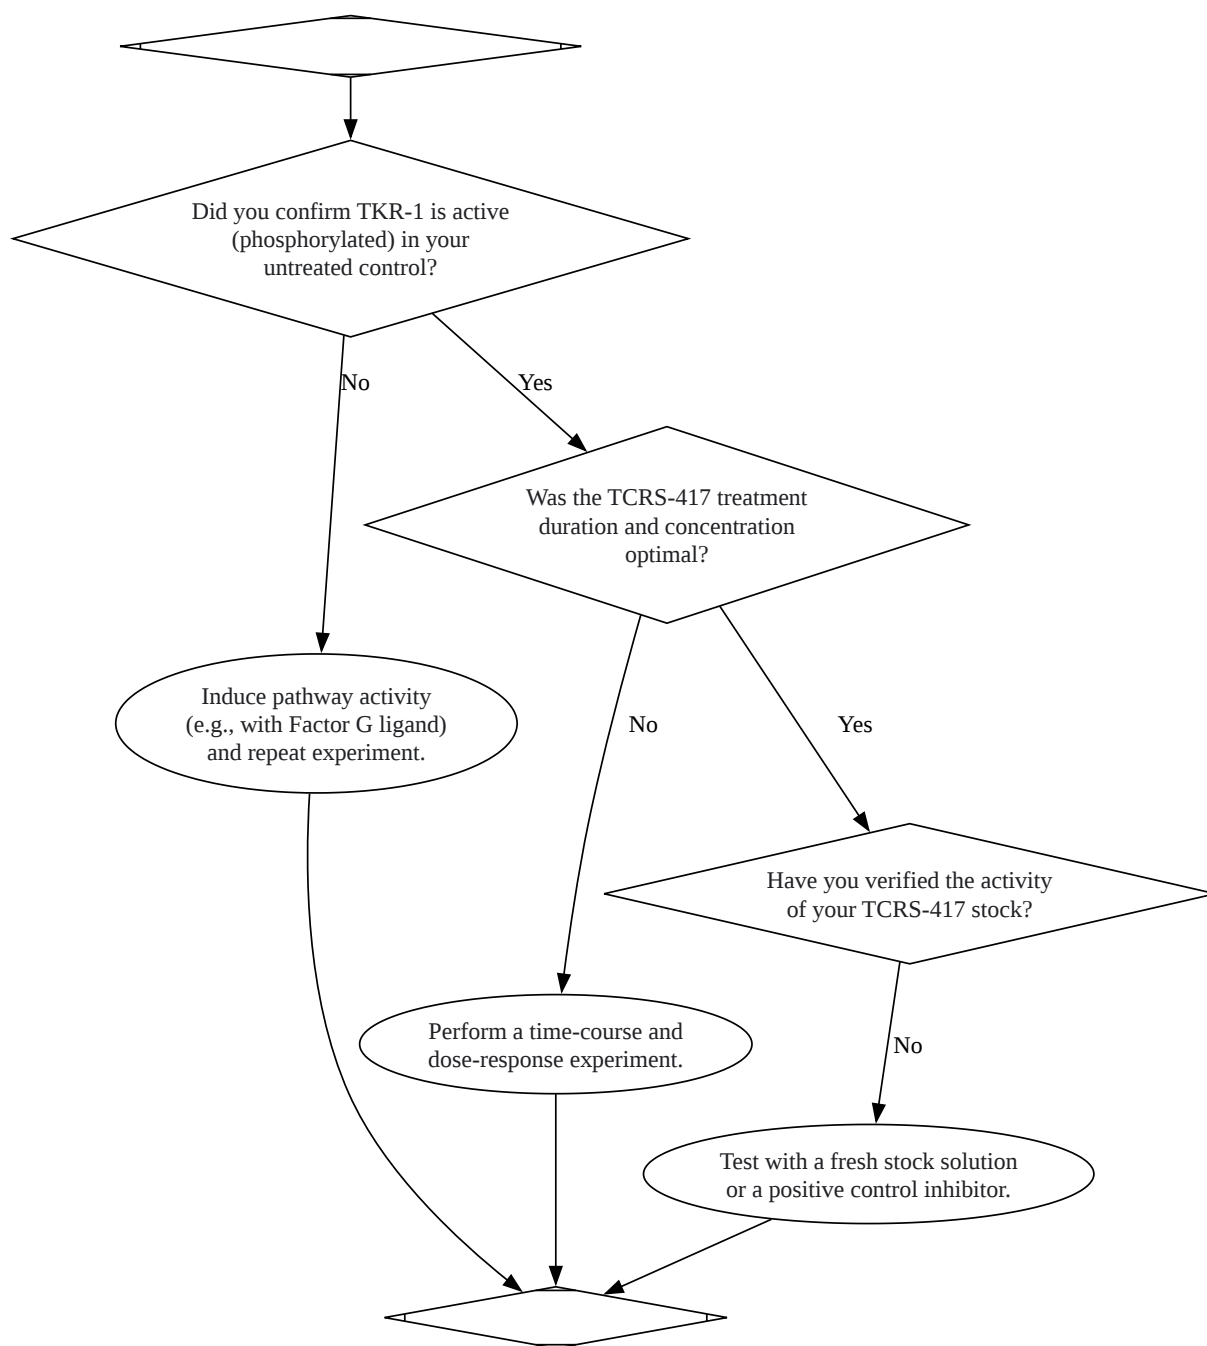 Did you confirm TKR-1 is active
(phosphorylated) in your
untreated control?
No
Yes
Was the TCRS-417 treatment
duration and concentration
optimal?
Induce pathway activity
(e.g., with Factor G ligand)
and repeat experiment.
No
Yes
Have you verified the activity
of your TCRS-417 stock?
Perform a time-course and
dose-response experiment.
No
Test with a fresh stock solution
or a positive control inhibitor.